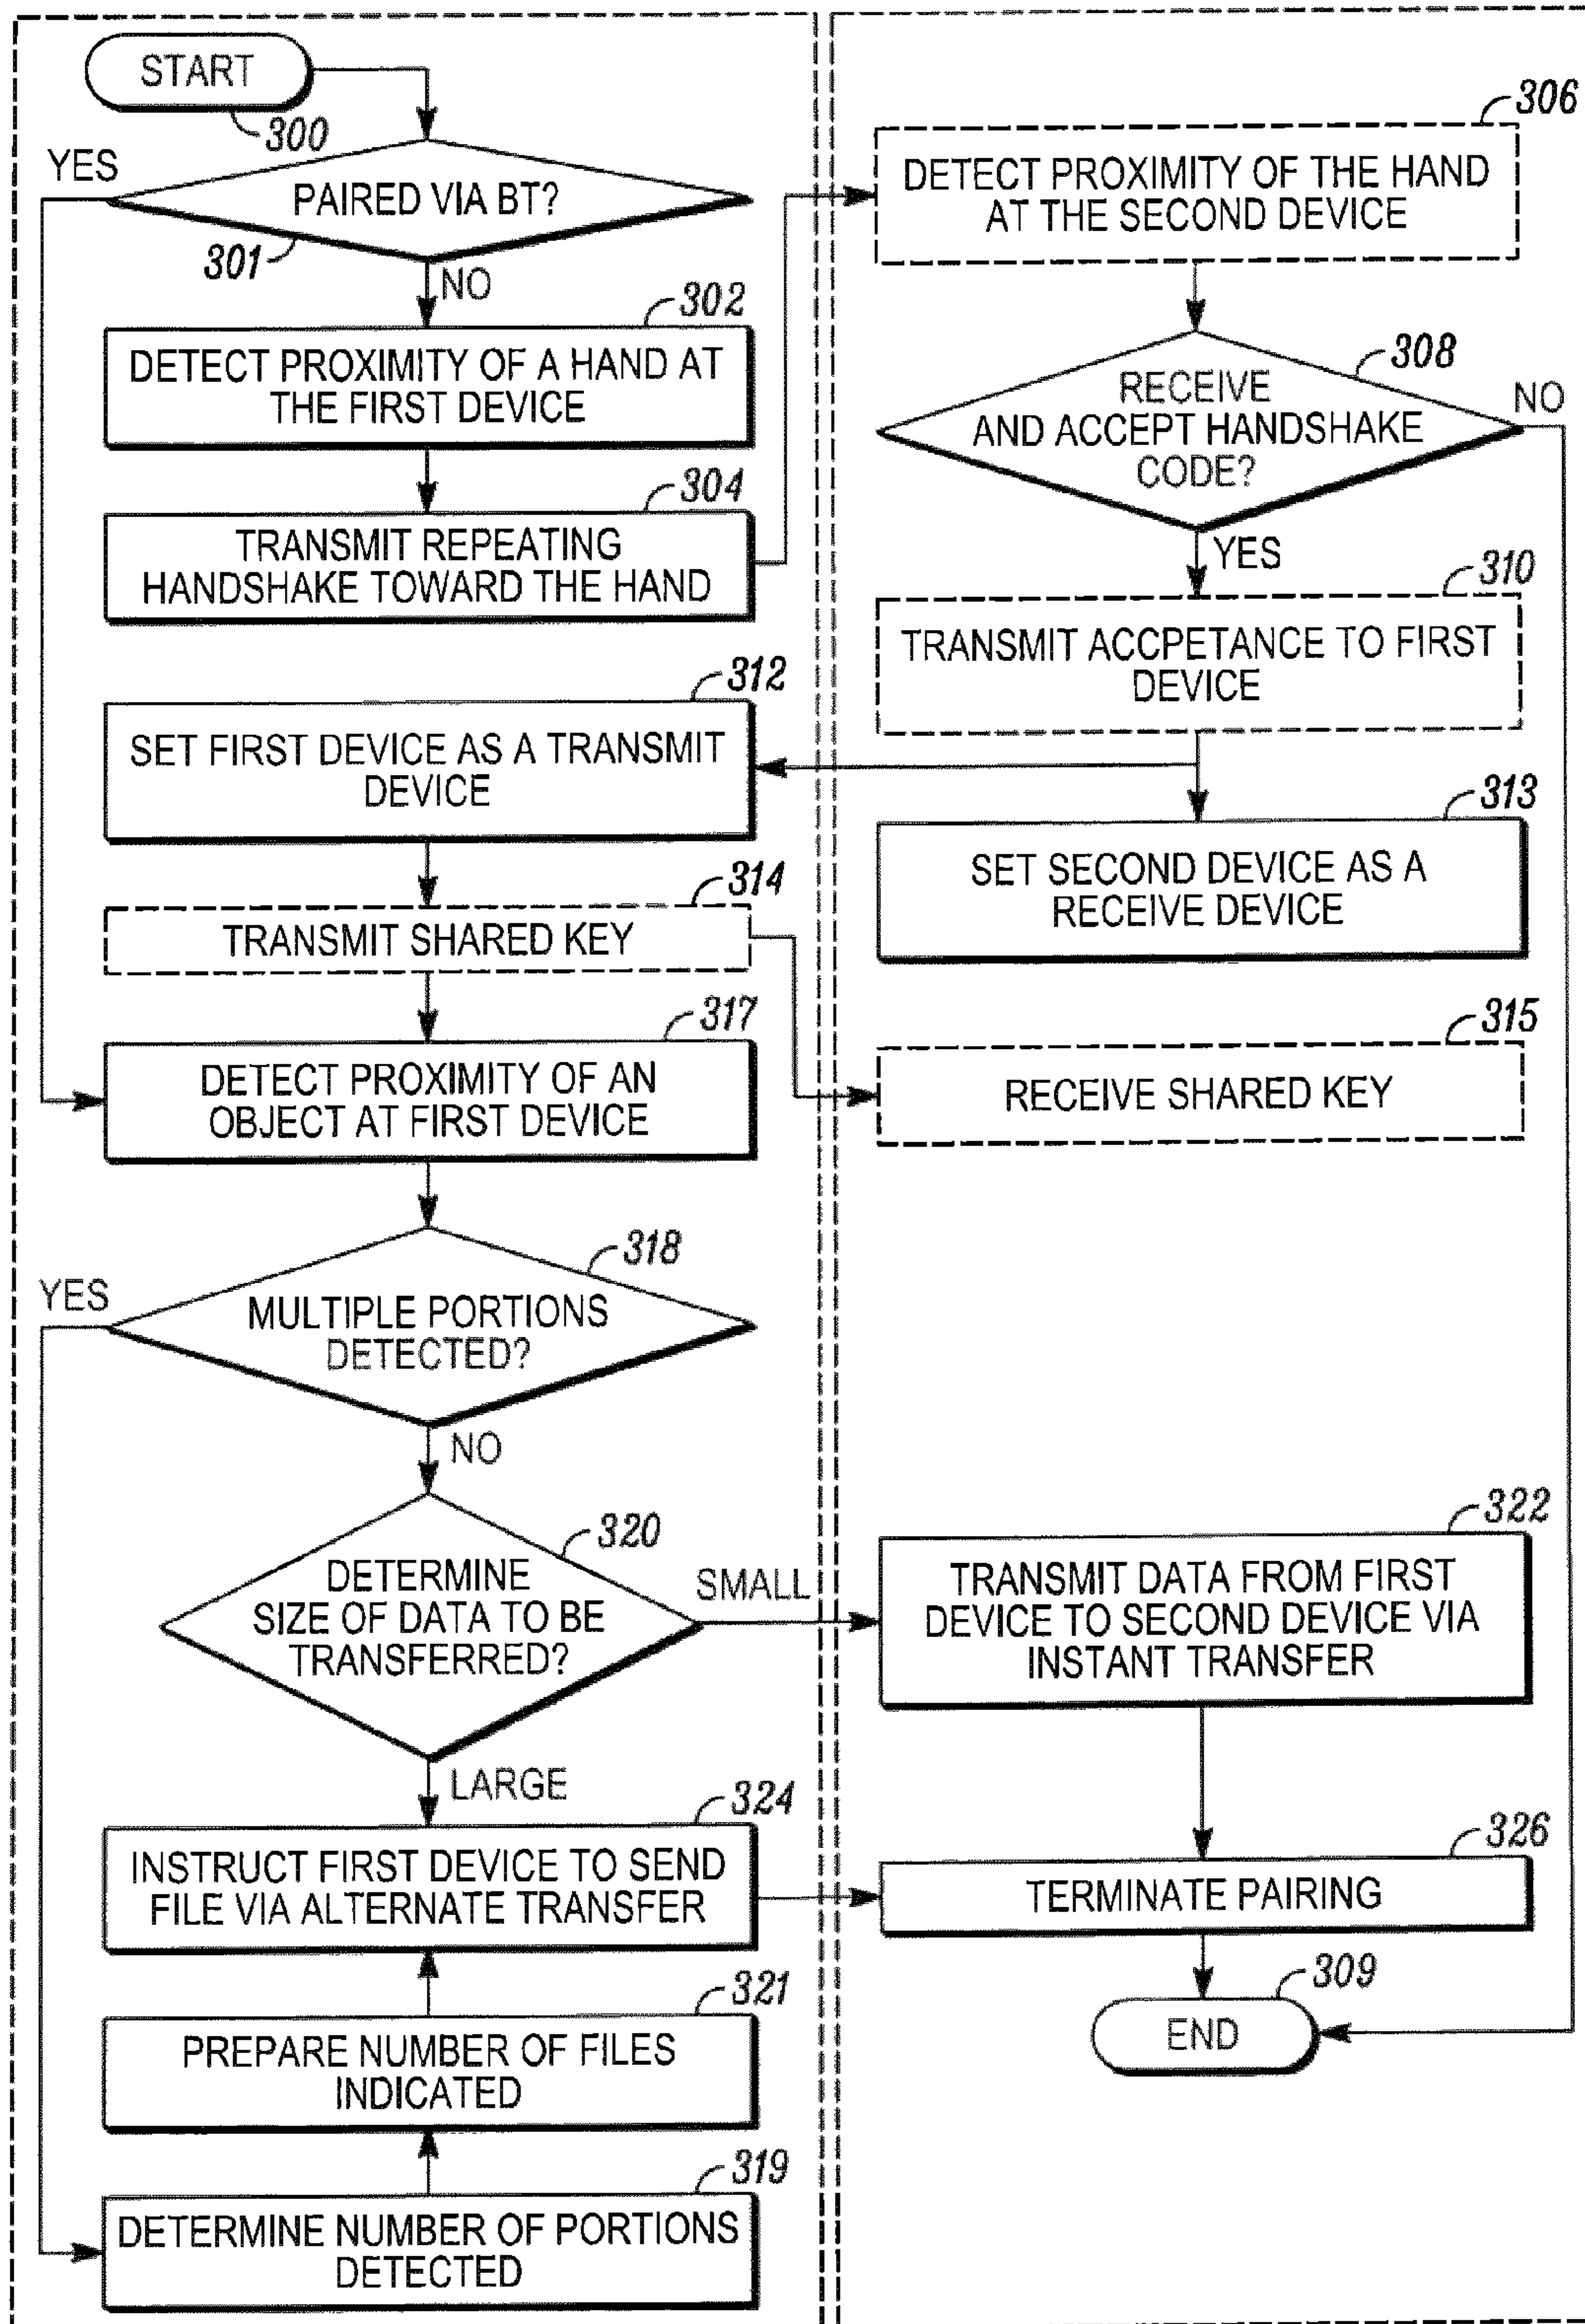 START
300
YES
PAIRED VIA BT?
301
NO
302
DETECT PROXIMITY OF A HAND AT
THE FIRST DEVICE
304
TRANSMIT REPEATING
HANDSHAKE TOWARD THE HAND
306
DETECT PROXIMITY OF THE HAND
AT THE SECOND DEVICE
308
RECEIVE
AND ACCEPT HANDSHAKE
CODE?
NO
YES
310
TRANSMIT ACCPETANCE TO FIRST
DEVICE
312
SET FIRST DEVICE AS A TRANSMIT
DEVICE
313
SET SECOND DEVICE AS A
RECEIVE DEVICE
314
TRANSMIT SHARED KEY
315
RECEIVE SHARED KEY
317
DETECT PROXIMITY OF AN
OBJECT AT FIRST DEVICE
318
YES
MULTIPLE PORTIONS
DETECTED?
NO
320
DETERMINE
SIZE OF DATA TO BE
TRANSFERRED?
SMALL
322
TRANSMIT DATA FROM FIRST
DEVICE TO SECOND DEVICE VIA
INSTANT TRANSFER
LARGE
324
INSTRUCT FIRST DEVICE TO SEND
FILE VIA ALTERNATE TRANSFER
326
TERMINATE PAIRING
309
END
321
PREPARE NUMBER OF FILES
INDICATED
319
DETERMINE NUMBER OF PORTIONS
DETECTED